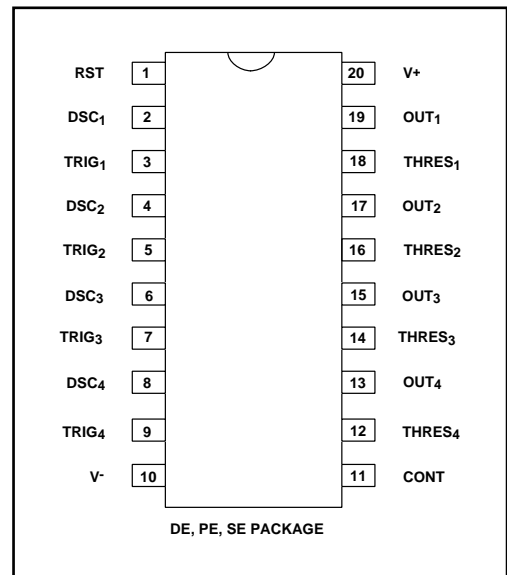 RST 1 20 V+
DSC1 2 19 OUT1
TRIG1 3 18 THRES1
DSC2 4 17 OUT2
TRIG2 5 16 THRES2
DSC3 6 15 OUT3
TRIG3 7 14 THRES3
DSC4 8 13 OUT4
TRIG4 9 12 THRES4
V- 10 11 CONT
DE, PE, SE PACKAGE